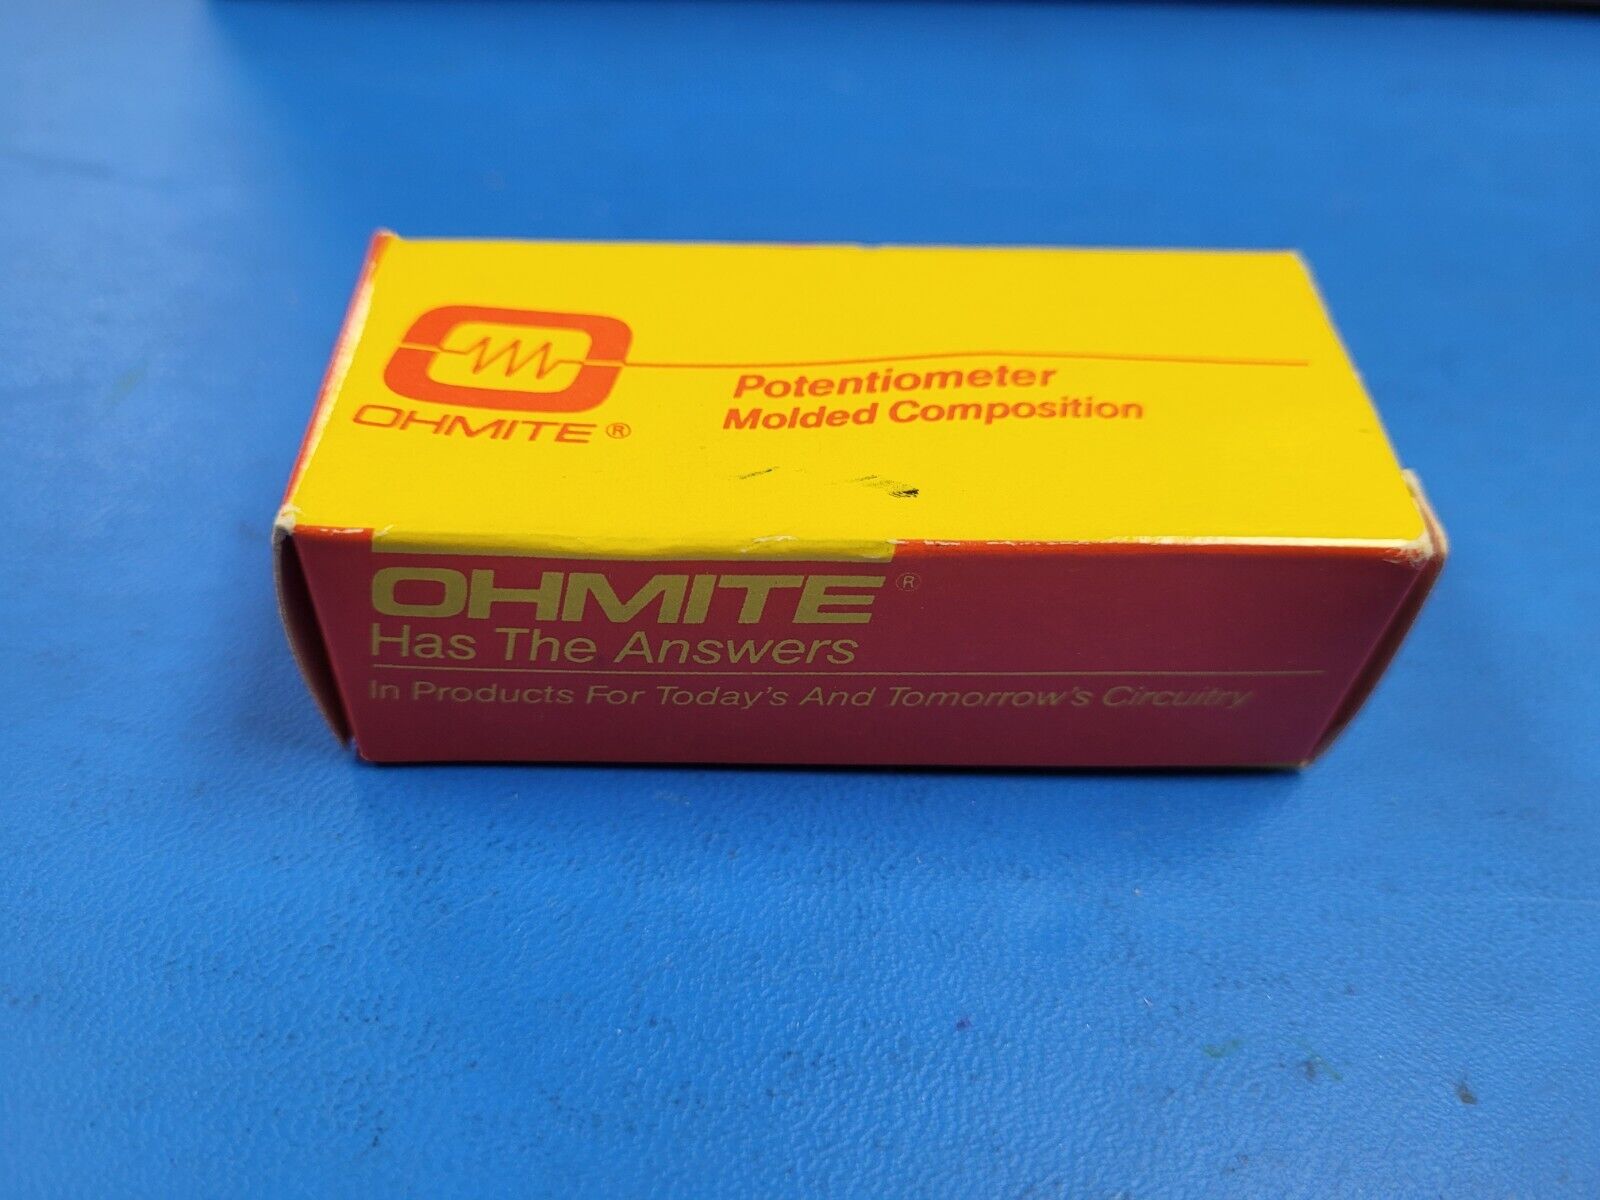 OHMITE®
Potentiometer
Molded Composition
OHMITE®
Has The Answers
In Products For Today's And Tomorrow's Circuitry